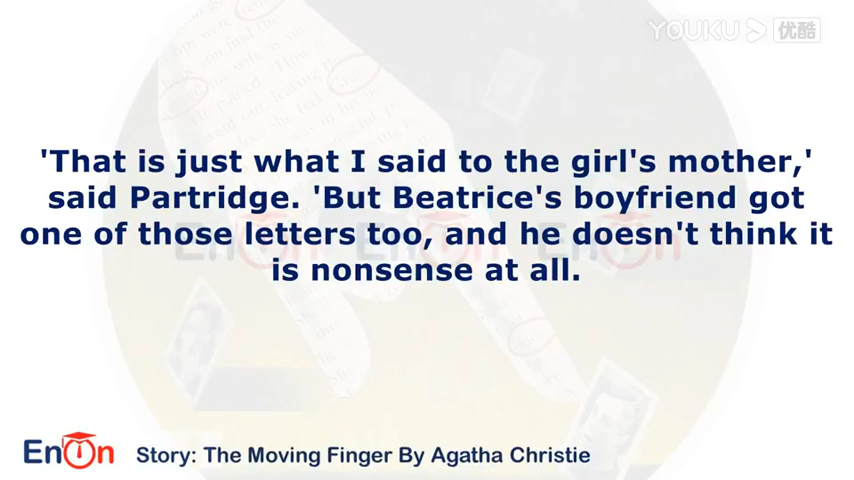 YOUKU 优酷
'That is just what I said to the girl's mother,'
said Partridge. 'But Beatrice's boyfriend got
one of those letters too, and he doesn't think it
is nonsense at all.
EnOn
Story: The Moving Finger By Agatha Christie